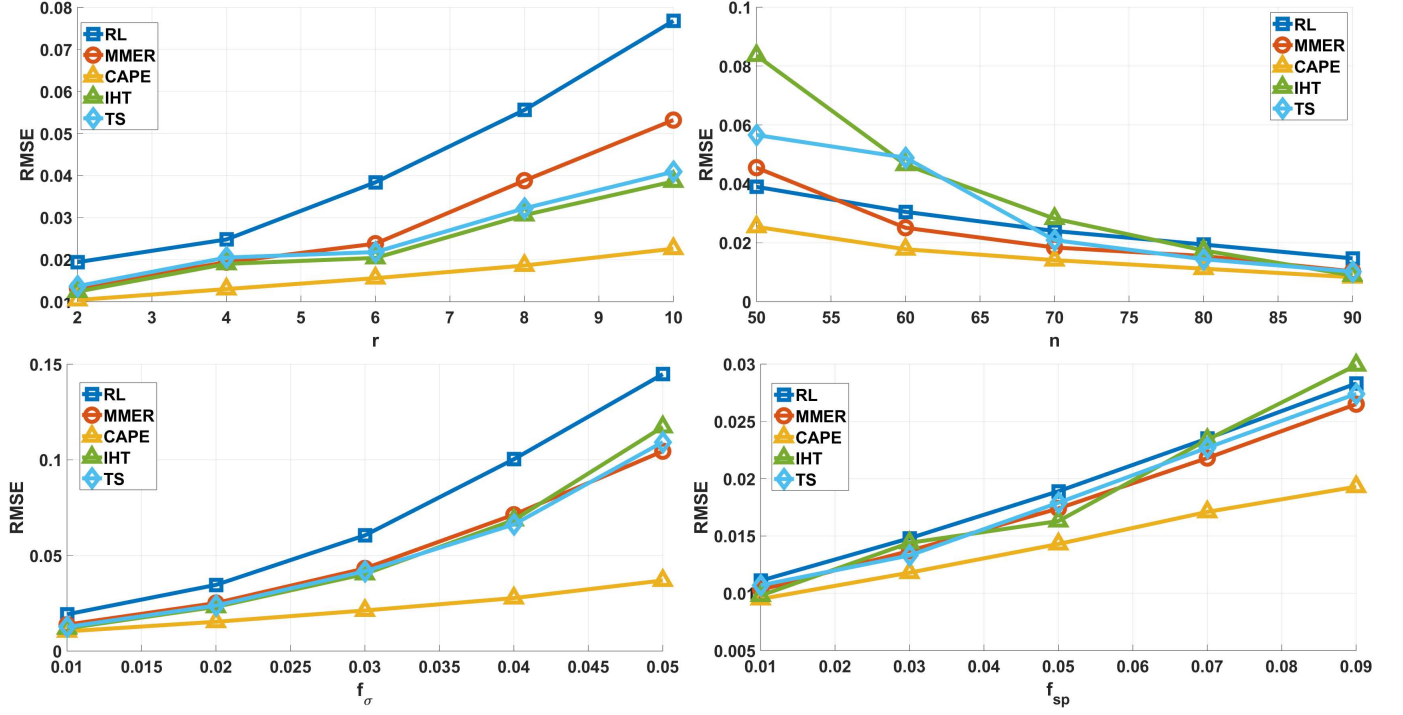 0.08
0.07
0.06
0.05
0.04
0.03
0.02
0.01
RMSE
RL
MMER
CAPE
IHT
TS
2 3 4 5 6 7 8 9 10
r
0.1
0.08
0.06
0.04
0.02
0
RMSE
RL
MMER
CAPE
IHT
TS
50 55 60 65 70 75 80 85 90
n
0.15
0.1
0.05
0
RMSE
RL
MMER
CAPE
IHT
TS
0.01 0.015 0.02 0.025 0.03 0.035 0.04 0.045 0.05
fσ
0.03
0.025
0.02
0.015
0.01
0.005
RMSE
RL
MMER
CAPE
IHT
TS
0.01 0.02 0.03 0.04 0.05 0.06 0.07 0.08 0.09
fsp